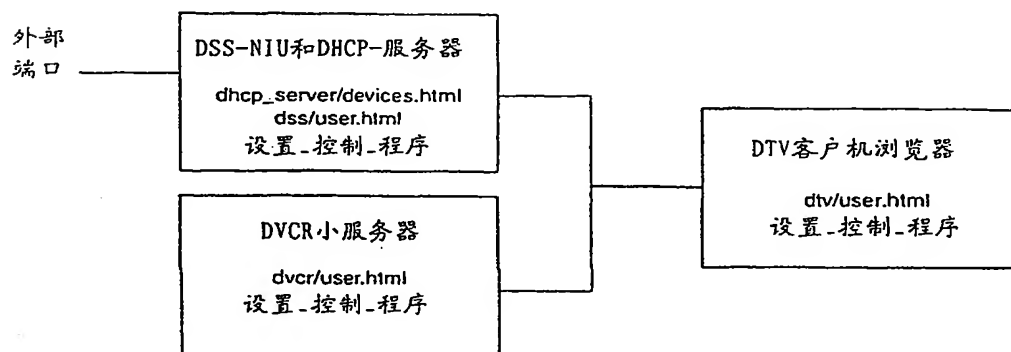 外部
端口
DSS-NIU和DHCP-服务器
dhcp_server/devices.html
dss/user.html
设置_控制_程序
DVCR小服务器
dvcr/user.html
设置_控制_程序
DTV客户机浏览器
dtv/user.html
设置_控制_程序